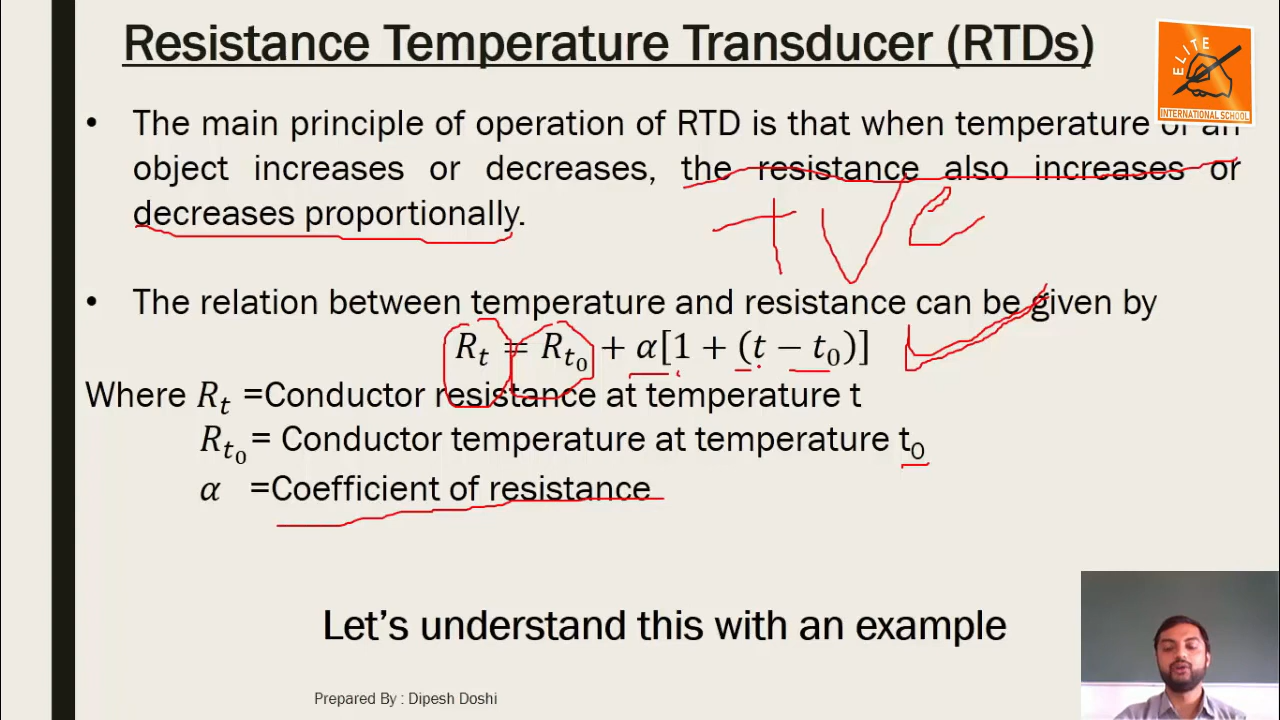 Resistance Temperature Transducer (RTDs)
ELITE
INTERNATIONAL SCHOOL
• The main principle of operation of RTD is that when temperature of an
object increases or decreases, the resistance also increases or
decreases proportionally.
+ve
• The relation between temperature and resistance can be given by
Rₜ = Rₜ₀ + α[1 + (t − t₀)]
Where Rₜ =Conductor resistance at temperature t
Rₜ₀ = Conductor temperature at temperature t₀
α =Coefficient of resistance
Let's understand this with an example
Prepared By : Dipesh Doshi